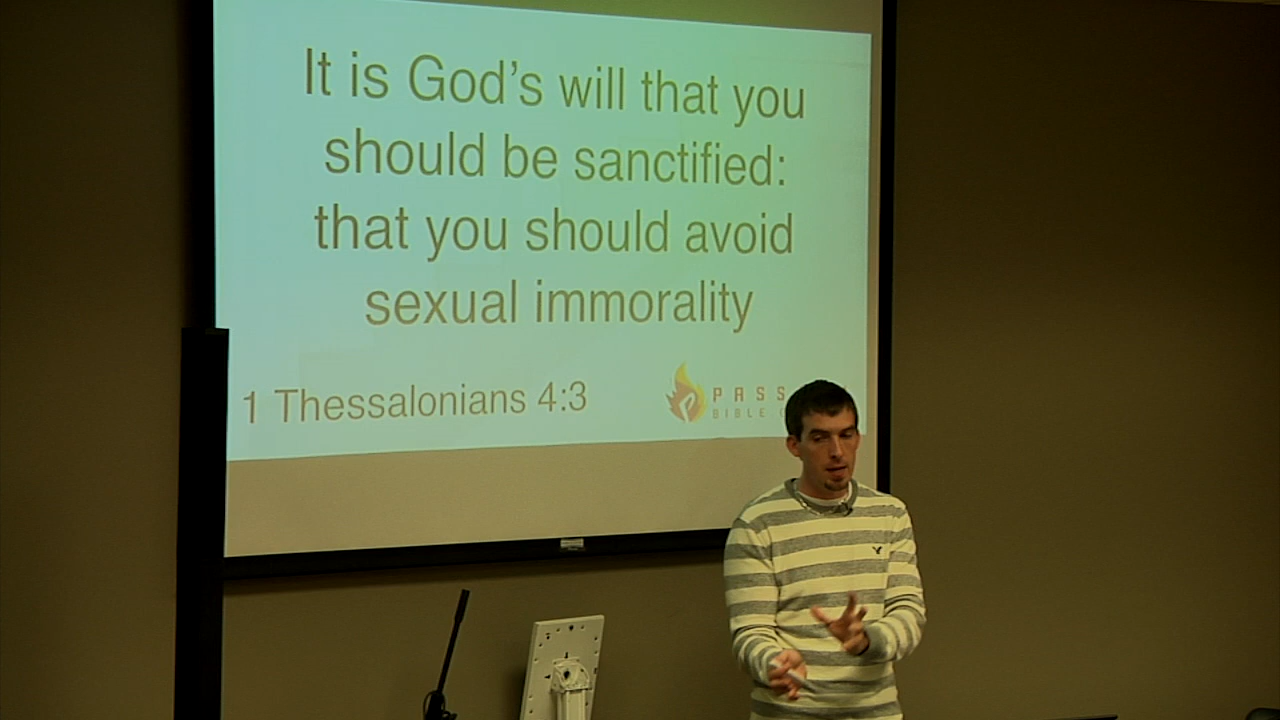 It is God's will that you
should be sanctified:
that you should avoid
sexual immorality
1 Thessalonians 4:3
PASS
BIBLE.